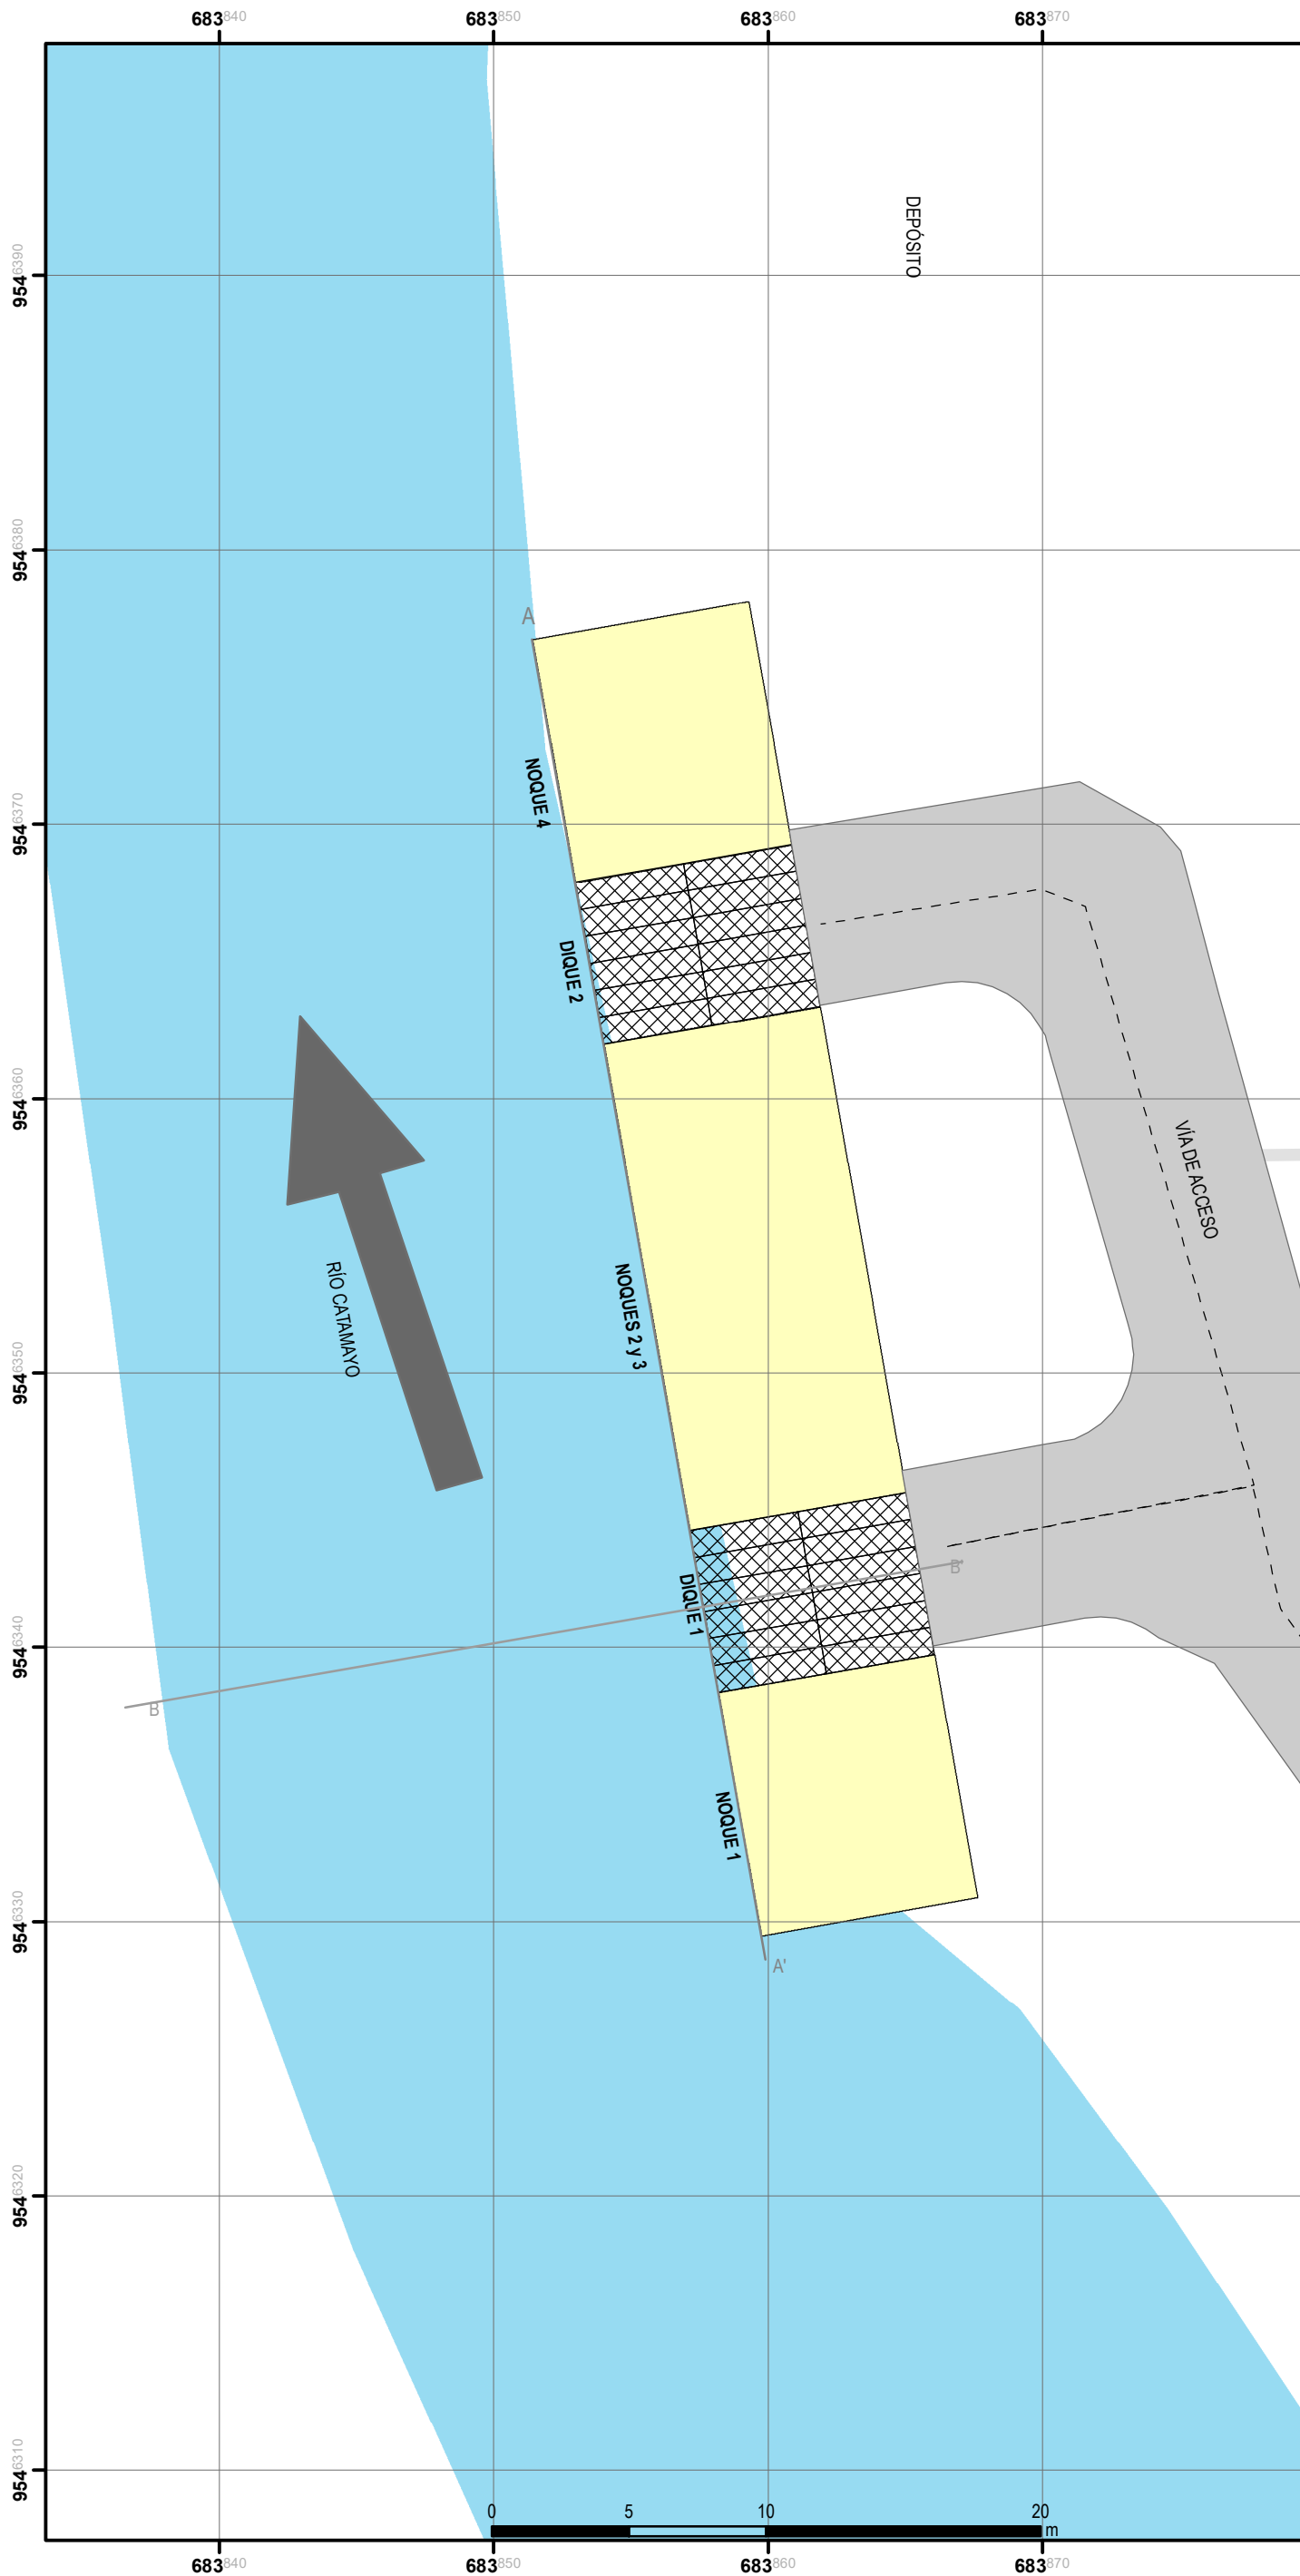 683840 683850 683860 683870
DEPÓSITO
9546390
9546380
A
NOQUE 4
9546370
DIQUE 2
9546360
VÍA DE ACCESO
RÍO CATAMAYO
NOQUES 2 y 3
9546350
B'
DIQUE 1
9546340
B
NOQUE 1
9546330
A'
9546320
9546310
0 5 10 20
m
683840 683850 683860 683870